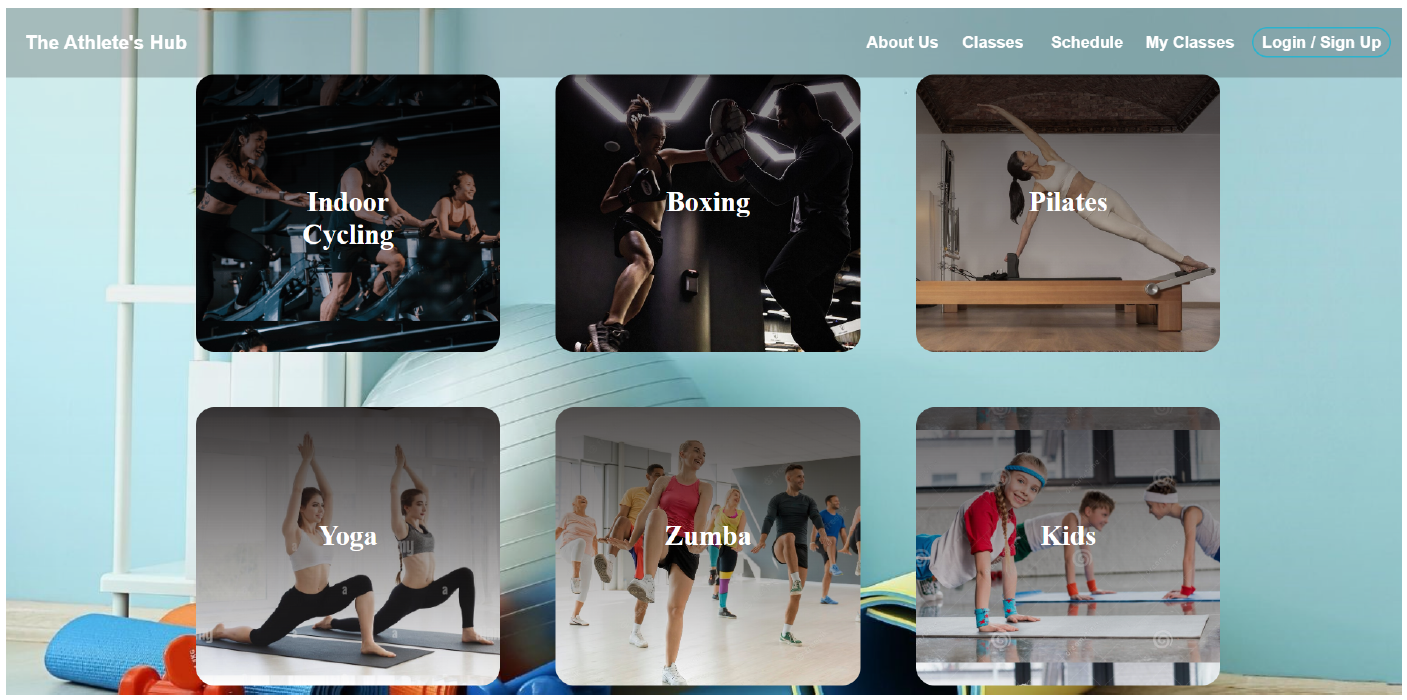 The Athlete's Hub
About Us
Classes
Schedule
My Classes
Login / Sign Up
Indoor
Cycling
Boxing
Pilates
Yoga
Zumba
Kids
a
a
a
a